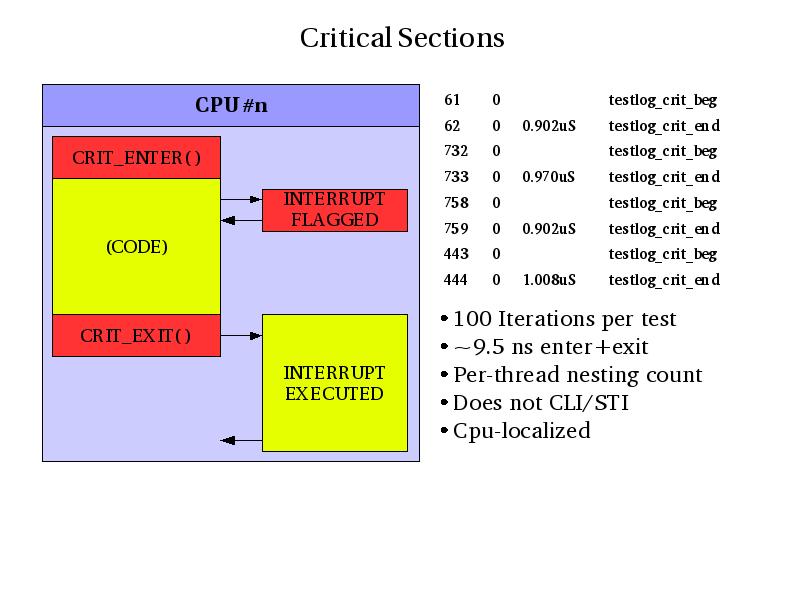 Critical Sections
CPU #n
CRIT_ENTER()
INTERRUPT
FLAGGED
(CODE)
CRIT_EXIT()
INTERRUPT
EXECUTED
61 0 testlog_crit_beg
62 0 0.902uS testlog_crit_end
732 0 testlog_crit_beg
733 0 0.970uS testlog_crit_end
758 0 testlog_crit_beg
759 0 0.902uS testlog_crit_end
443 0 testlog_crit_beg
444 0 1.008uS testlog_crit_end
• 100 Iterations per test
• ~9.5 ns enter+exit
• Per-thread nesting count
• Does not CLI/STI
• Cpu-localized